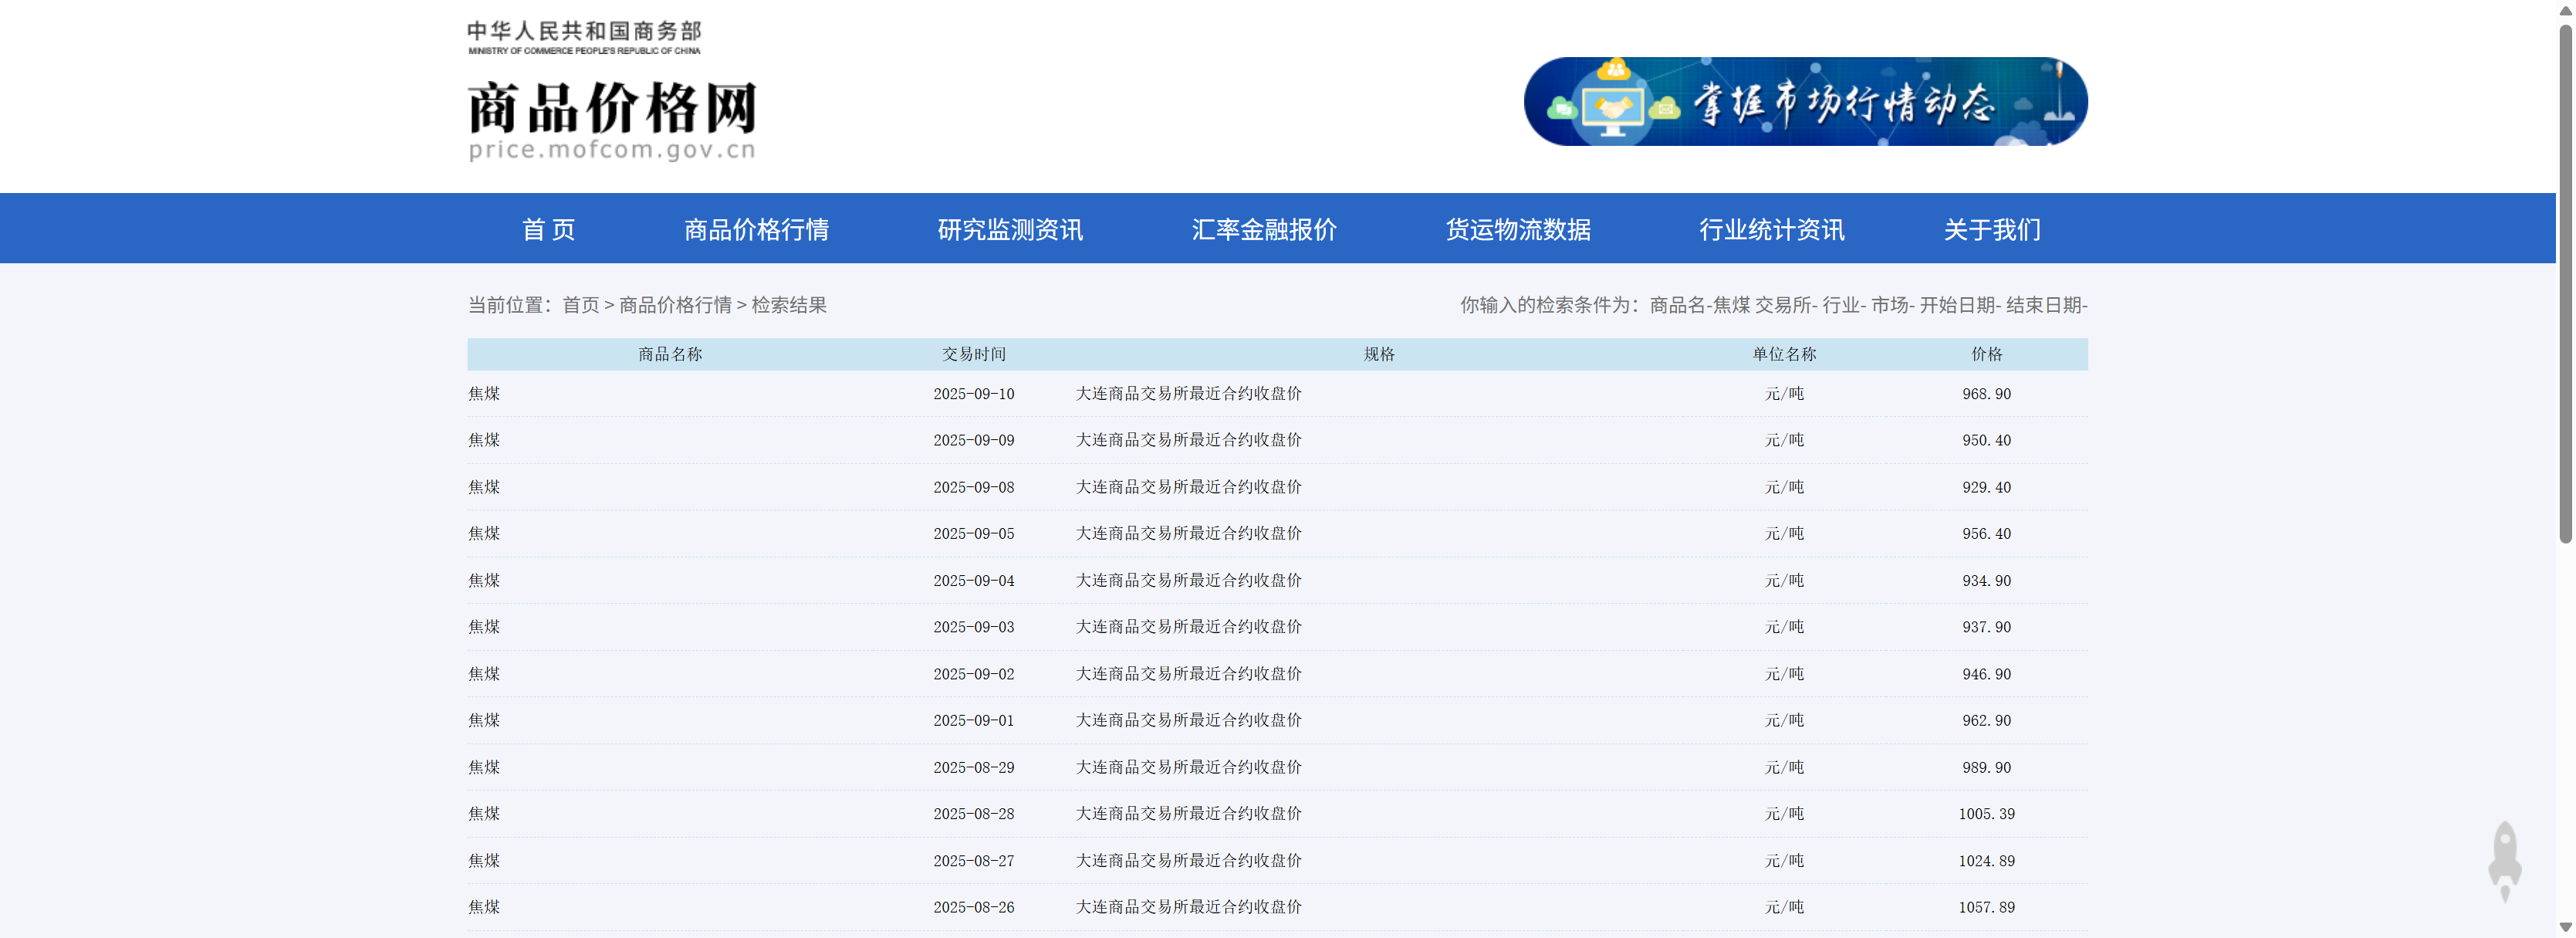 中华人民共和国商务部
MINISTRY OF COMMERCE PEOPLE'S REPUBLIC OF CHINA
商品价格网
price.mofcom.gov.cn
掌握市场行情动态
首 页 商品价格行情 研究监测资讯 汇率金融报价 货运物流数据 行业统计资讯 关于我们
当前位置：首页 > 商品价格行情 > 检索结果 你输入的检索条件为：商品名-焦煤 交易所- 行业- 市场- 开始日期- 结束日期-
商品名称 交易时间 规格 单位名称 价格
焦煤 2025-09-10 大连商品交易所最近合约收盘价 元/吨 968.90
焦煤 2025-09-09 大连商品交易所最近合约收盘价 元/吨 950.40
焦煤 2025-09-08 大连商品交易所最近合约收盘价 元/吨 929.40
焦煤 2025-09-05 大连商品交易所最近合约收盘价 元/吨 956.40
焦煤 2025-09-04 大连商品交易所最近合约收盘价 元/吨 934.90
焦煤 2025-09-03 大连商品交易所最近合约收盘价 元/吨 937.90
焦煤 2025-09-02 大连商品交易所最近合约收盘价 元/吨 946.90
焦煤 2025-09-01 大连商品交易所最近合约收盘价 元/吨 962.90
焦煤 2025-08-29 大连商品交易所最近合约收盘价 元/吨 989.90
焦煤 2025-08-28 大连商品交易所最近合约收盘价 元/吨 1005.39
焦煤 2025-08-27 大连商品交易所最近合约收盘价 元/吨 1024.89
焦煤 2025-08-26 大连商品交易所最近合约收盘价 元/吨 1057.89